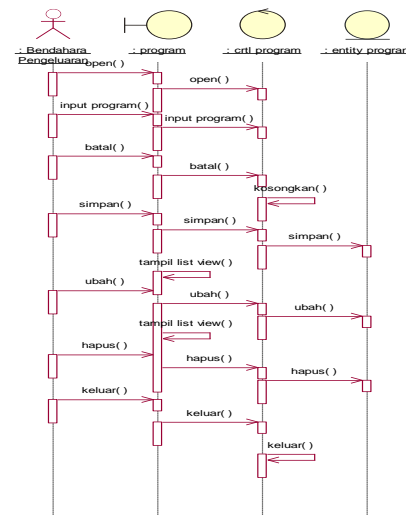 : Bendahara Pengeluaran
: program
: crtl program
: entity program
open( )
open( )
input program( )
input program( )
batal( )
batal( )
kosongkan( )
simpan( )
simpan( )
simpan( )
tampil list view( )
ubah( )
ubah( )
ubah( )
tampil list view( )
hapus( )
hapus( )
hapus( )
keluar( )
keluar( )
keluar( )